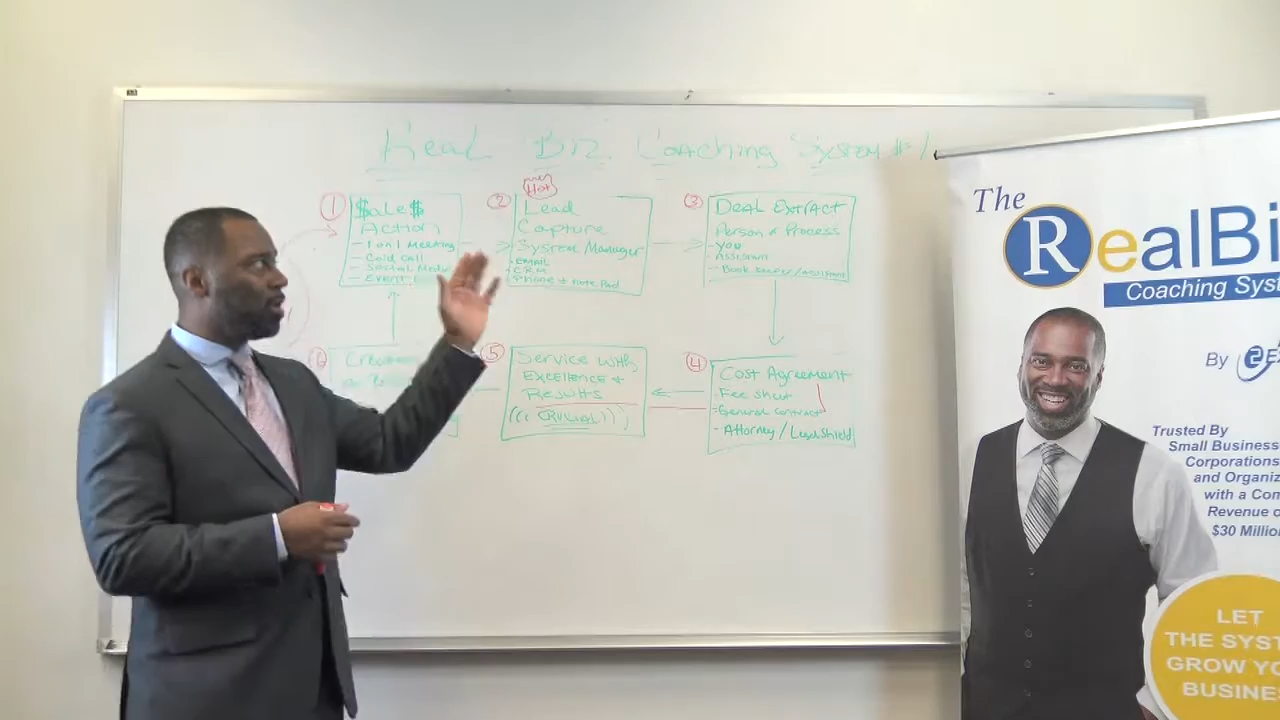 Real Biz Coaching System #1
①
$ale$
Action
- 1 on 1 Meeting
- Cold Call
- Social Media
- Event
②
Hot
Lead
Capture
System Manager
EMAIL
CRM
Phone + notePad
③
DEAL EXTRACT
Person & Process
- YOU
- ASSISTANT
④
Cost Agreement
- Fee Sheet
- General contract
- Attorney / LegalShield
⑤
Service with
EXCELLENCE +
RESULTS
((( CRUCIAL )))
The
RealBi
Coaching Syst
By
Trusted By
Small Business
Corporations
and Organiz
with a Com
Revenue o
$30 Million
LET
THE SYST
GROW YO
BUSINE